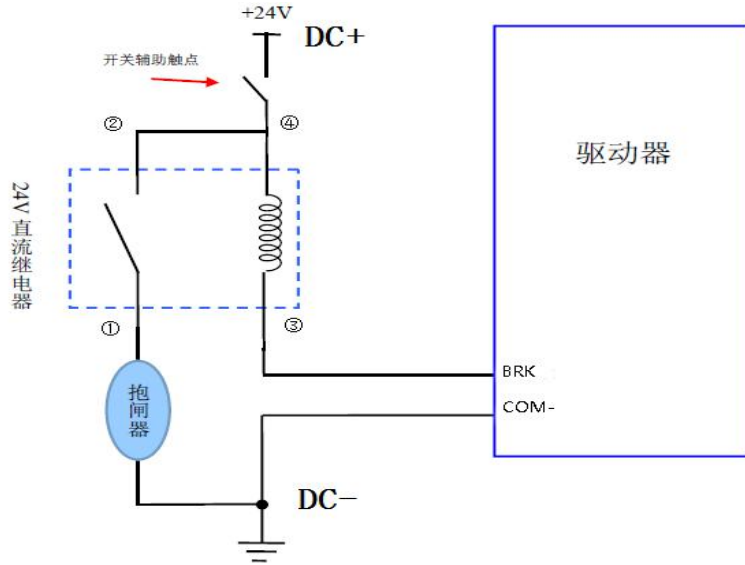 +24V
DC+
开关辅助触点
②
④
驱动器
24V 直流继电器
①
③
BRK
COM-
抱闸器
DC-